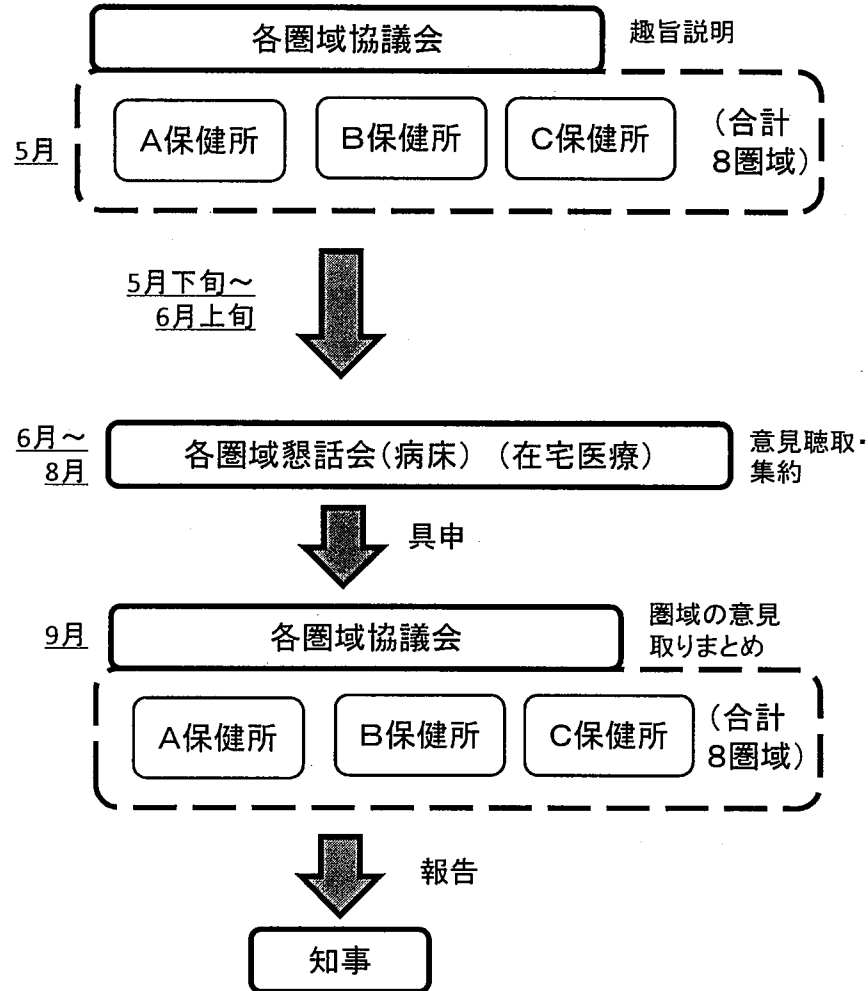 各圏域協議会
趣旨説明
5月
A保健所
B保健所
C保健所
(合計
8圏域)
5月下旬～
6月上旬
6月～
8月
各圏域懇話会(病床) (在宅医療)
意見聴取・
集約
具申
9月
各圏域協議会
圏域の意見
取りまとめ
A保健所
B保健所
C保健所
(合計
8圏域)
報告
知事